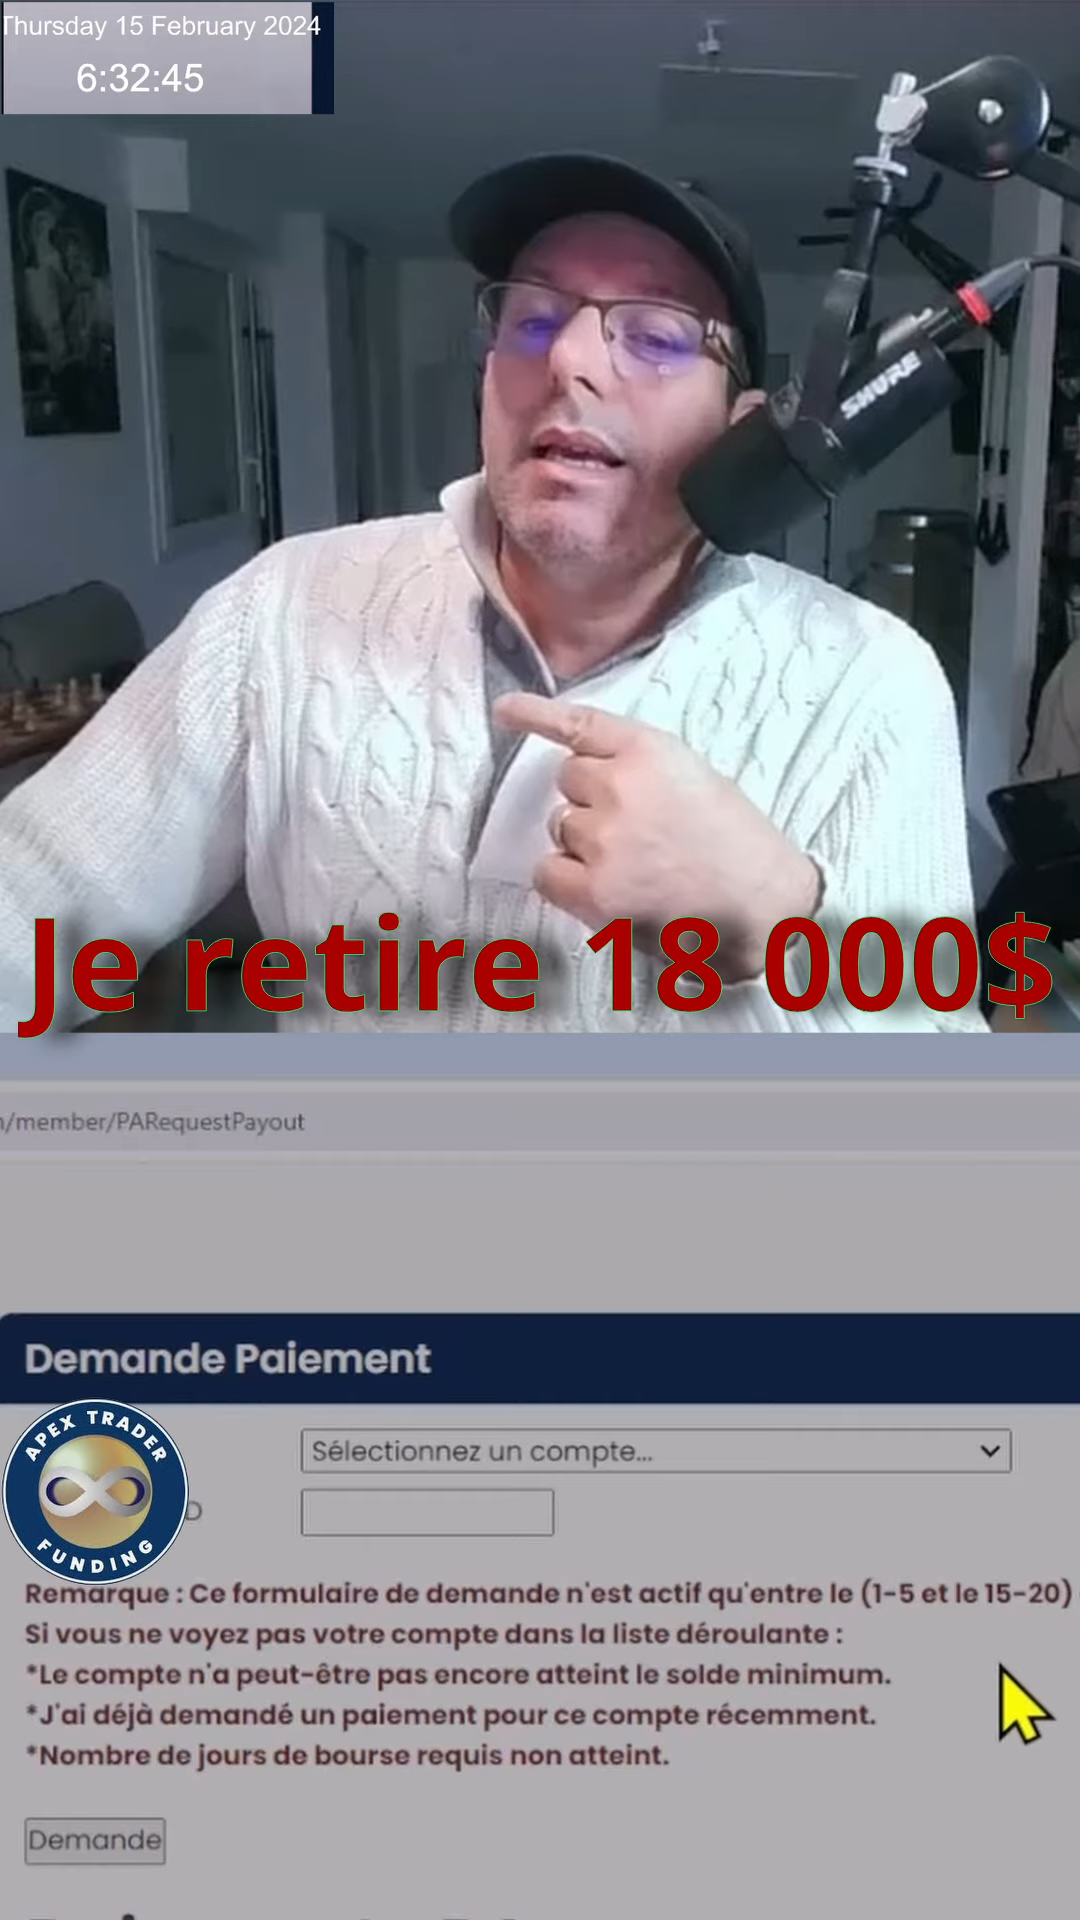 Thursday 15 February 2024
6:32:45
SHURE
Je retire 18 000$
/member/PARequestPayout
Demande Paiement
APEX TRADER
FUNDING
Sélectionnez un compte...
D
Remarque : Ce formulaire de demande n'est actif qu'entre le (1-5 et le 15-20)
Si vous ne voyez pas votre compte dans la liste déroulante :
*Le compte n'a peut-être pas encore atteint le solde minimum.
*J'ai déjà demandé un paiement pour ce compte récemment.
*Nombre de jours de bourse requis non atteint.
Demande